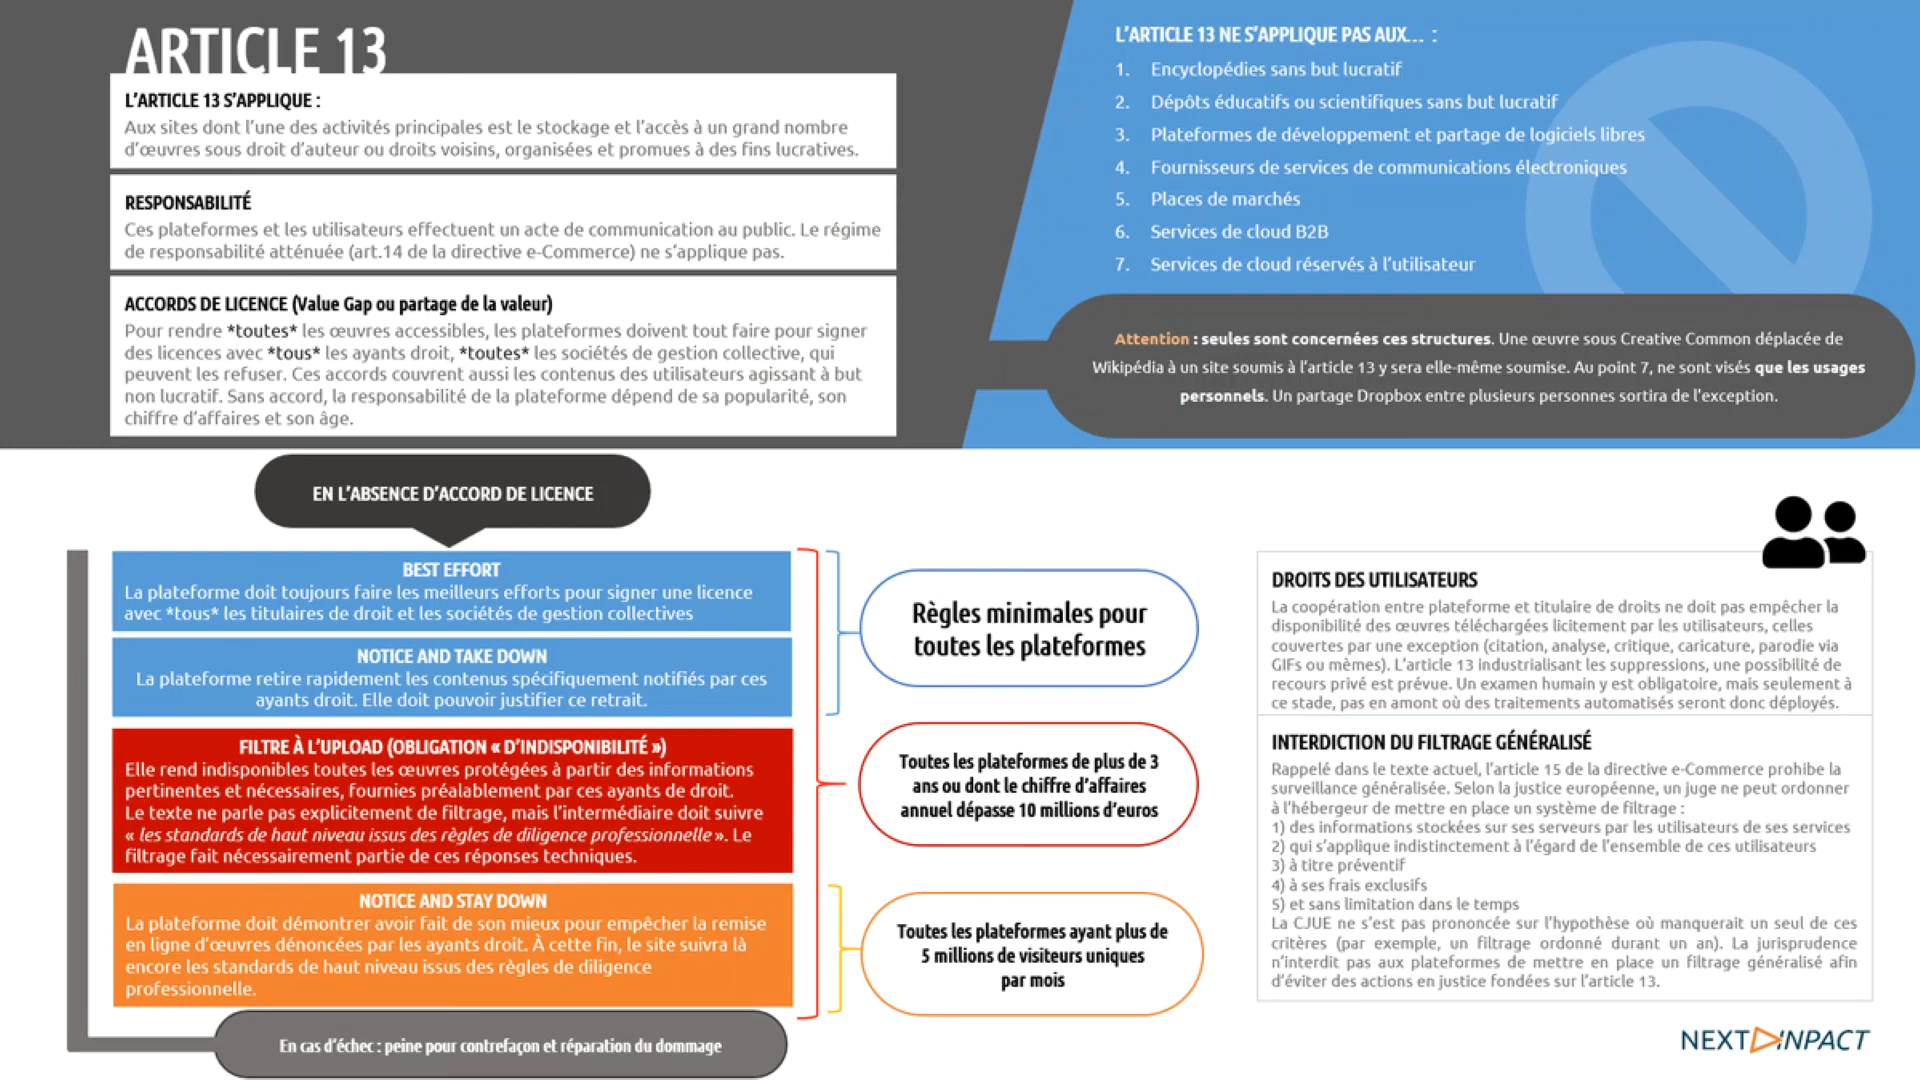 ARTICLE 13
L'ARTICLE 13 S'APPLIQUE :
Aux sites dont l'une des activités principales est le stockage et l'accès à un grand nombre
d'œuvres sous droit d'auteur ou droits voisins, organisées et promues à des fins lucratives.
RESPONSABILITÉ
Ces plateformes et les utilisateurs effectuent un acte de communication au public. Le régime
de responsabilité atténuée (art.14 de la directive e-Commerce) ne s'applique pas.
ACCORDS DE LICENCE (Value Gap ou partage de la valeur)
Pour rendre *toutes* les œuvres accessibles, les plateformes doivent tout faire pour signer
des licences avec *tous* les ayants droit, *toutes* les sociétés de gestion collective, qui
peuvent les refuser. Ces accords couvrent aussi les contenus des utilisateurs agissant à but
non lucratif. Sans accord, la responsabilité de la plateforme dépend de sa popularité, son
chiffre d'affaires et son âge.
L'ARTICLE 13 NE S'APPLIQUE PAS AUX… :
1. Encyclopédies sans but lucratif
2. Dépôts éducatifs ou scientifiques sans but lucratif
3. Plateformes de développement et partage de logiciels libres
4. Fournisseurs de services de communications électroniques
5. Places de marchés
6. Services de cloud B2B
7. Services de cloud réservés à l'utilisateur
Attention : seules sont concernées ces structures. Une œuvre sous Creative Common déplacée de
Wikipédia à un site soumis à l'article 13 y sera elle-même soumise. Au point 7, ne sont visés que les usages
personnels. Un partage Dropbox entre plusieurs personnes sortira de l'exception.
EN L'ABSENCE D'ACCORD DE LICENCE
BEST EFFORT
La plateforme doit toujours faire les meilleurs efforts pour signer une licence
avec *tous* les titulaires de droit et les sociétés de gestion collectives
NOTICE AND TAKE DOWN
La plateforme retire rapidement les contenus spécifiquement notifiés par ces
ayants droit. Elle doit pouvoir justifier ce retrait.
FILTRE À L'UPLOAD (OBLIGATION « D'INDISPONIBILITÉ »)
Elle rend indisponibles toutes les œuvres protégées à partir des informations
pertinentes et nécessaires, fournies préalablement par ces ayants de droit.
Le texte ne parle pas explicitement de filtrage, mais l'intermédiaire doit suivre
« les standards de haut niveau issus des règles de diligence professionnelle ». Le
filtrage fait nécessairement partie de ces réponses techniques.
NOTICE AND STAY DOWN
La plateforme doit démontrer avoir fait de son mieux pour empêcher la remise
en ligne d'œuvres dénoncées par les ayants droit. À cette fin, le site suivra là
encore les standards de haut niveau issus des règles de diligence
professionnelle.
En cas d'échec : peine pour contrefaçon et réparation du dommage
Règles minimales pour
toutes les plateformes
Toutes les plateformes de plus de 3
ans ou dont le chiffre d'affaires
annuel dépasse 10 millions d'euros
Toutes les plateformes ayant plus de
5 millions de visiteurs uniques
par mois
DROITS DES UTILISATEURS
La coopération entre plateforme et titulaire de droits ne doit pas empêcher la
disponibilité des œuvres téléchargées licitement par les utilisateurs, celles
couvertes par une exception (citation, analyse, critique, caricature, parodie via
GIFs ou mèmes). L'article 13 industrialisant les suppressions, une possibilité de
recours privé est prévue. Un examen humain y est obligatoire, mais seulement à
ce stade, pas en amont où des traitements automatisés seront donc déployés.
INTERDICTION DU FILTRAGE GÉNÉRALISÉ
Rappelé dans le texte actuel, l'article 15 de la directive e-Commerce prohibe la
surveillance généralisée. Selon la justice européenne, un juge ne peut ordonner
à l'hébergeur de mettre en place un système de filtrage :
1) des informations stockées sur ses serveurs par les utilisateurs de ses services
2) qui s'applique indistinctement à l'égard de l'ensemble de ces utilisateurs
3) à titre préventif
4) à ses frais exclusifs
5) et sans limitation dans le temps
La CJUE ne s'est pas prononcée sur l'hypothèse où manquerait un seul de ces
critères (par exemple, un filtrage ordonné durant un an). La jurisprudence
n'interdit pas aux plateformes de mettre en place un filtrage généralisé afin
d'éviter des actions en justice fondées sur l'article 13.
NEXT INPACT